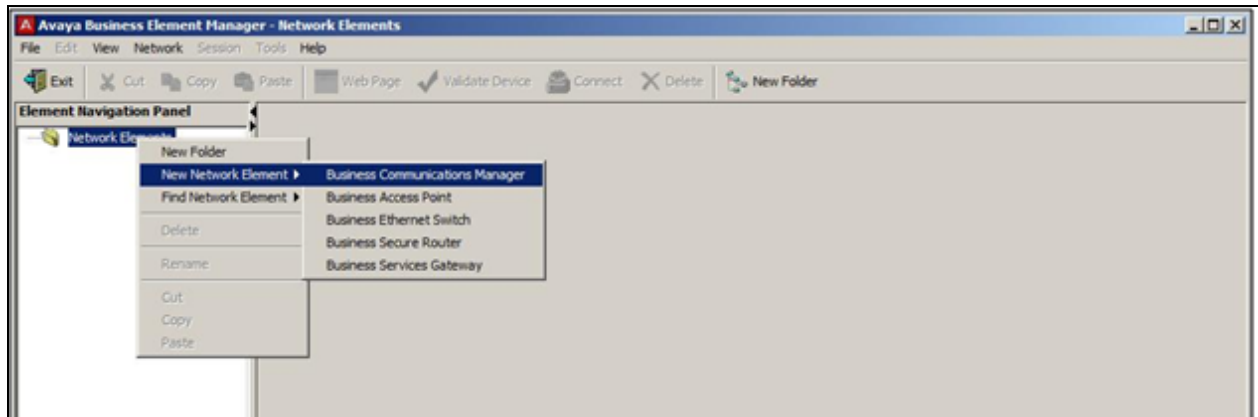 Avaya Business Element Manager - Network Elements
File Edit View Network Session Tools Help
Exit Cut Copy Paste Web Page Validate Device Connect Delete New Folder
Element Navigation Panel
Network Elements
New Folder
New Network Element Business Communications Manager
Find Network Element Business Access Point
Business Ethernet Switch
Delete
Business Secure Router
Rename Business Services Gateway
Cut
Copy
Paste